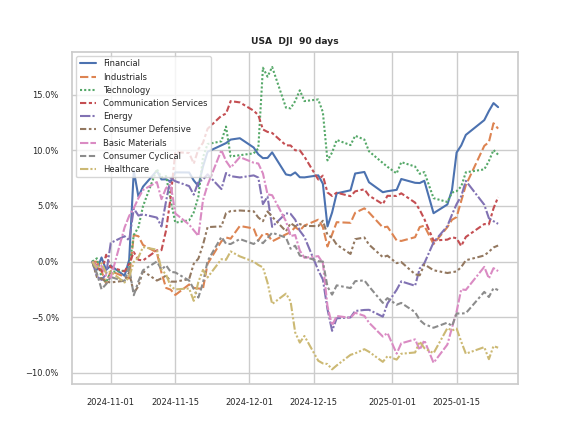 USA DJI 90 days
Financial
Industrials
Technology
Communication Services
Energy
Consumer Defensive
Basic Materials
Consumer Cyclical
Healthcare
15.0%
10.0%
5.0%
0.0%
−5.0%
−10.0%
2024-11-01
2024-11-15
2024-12-01
2024-12-15
2025-01-01
2025-01-15